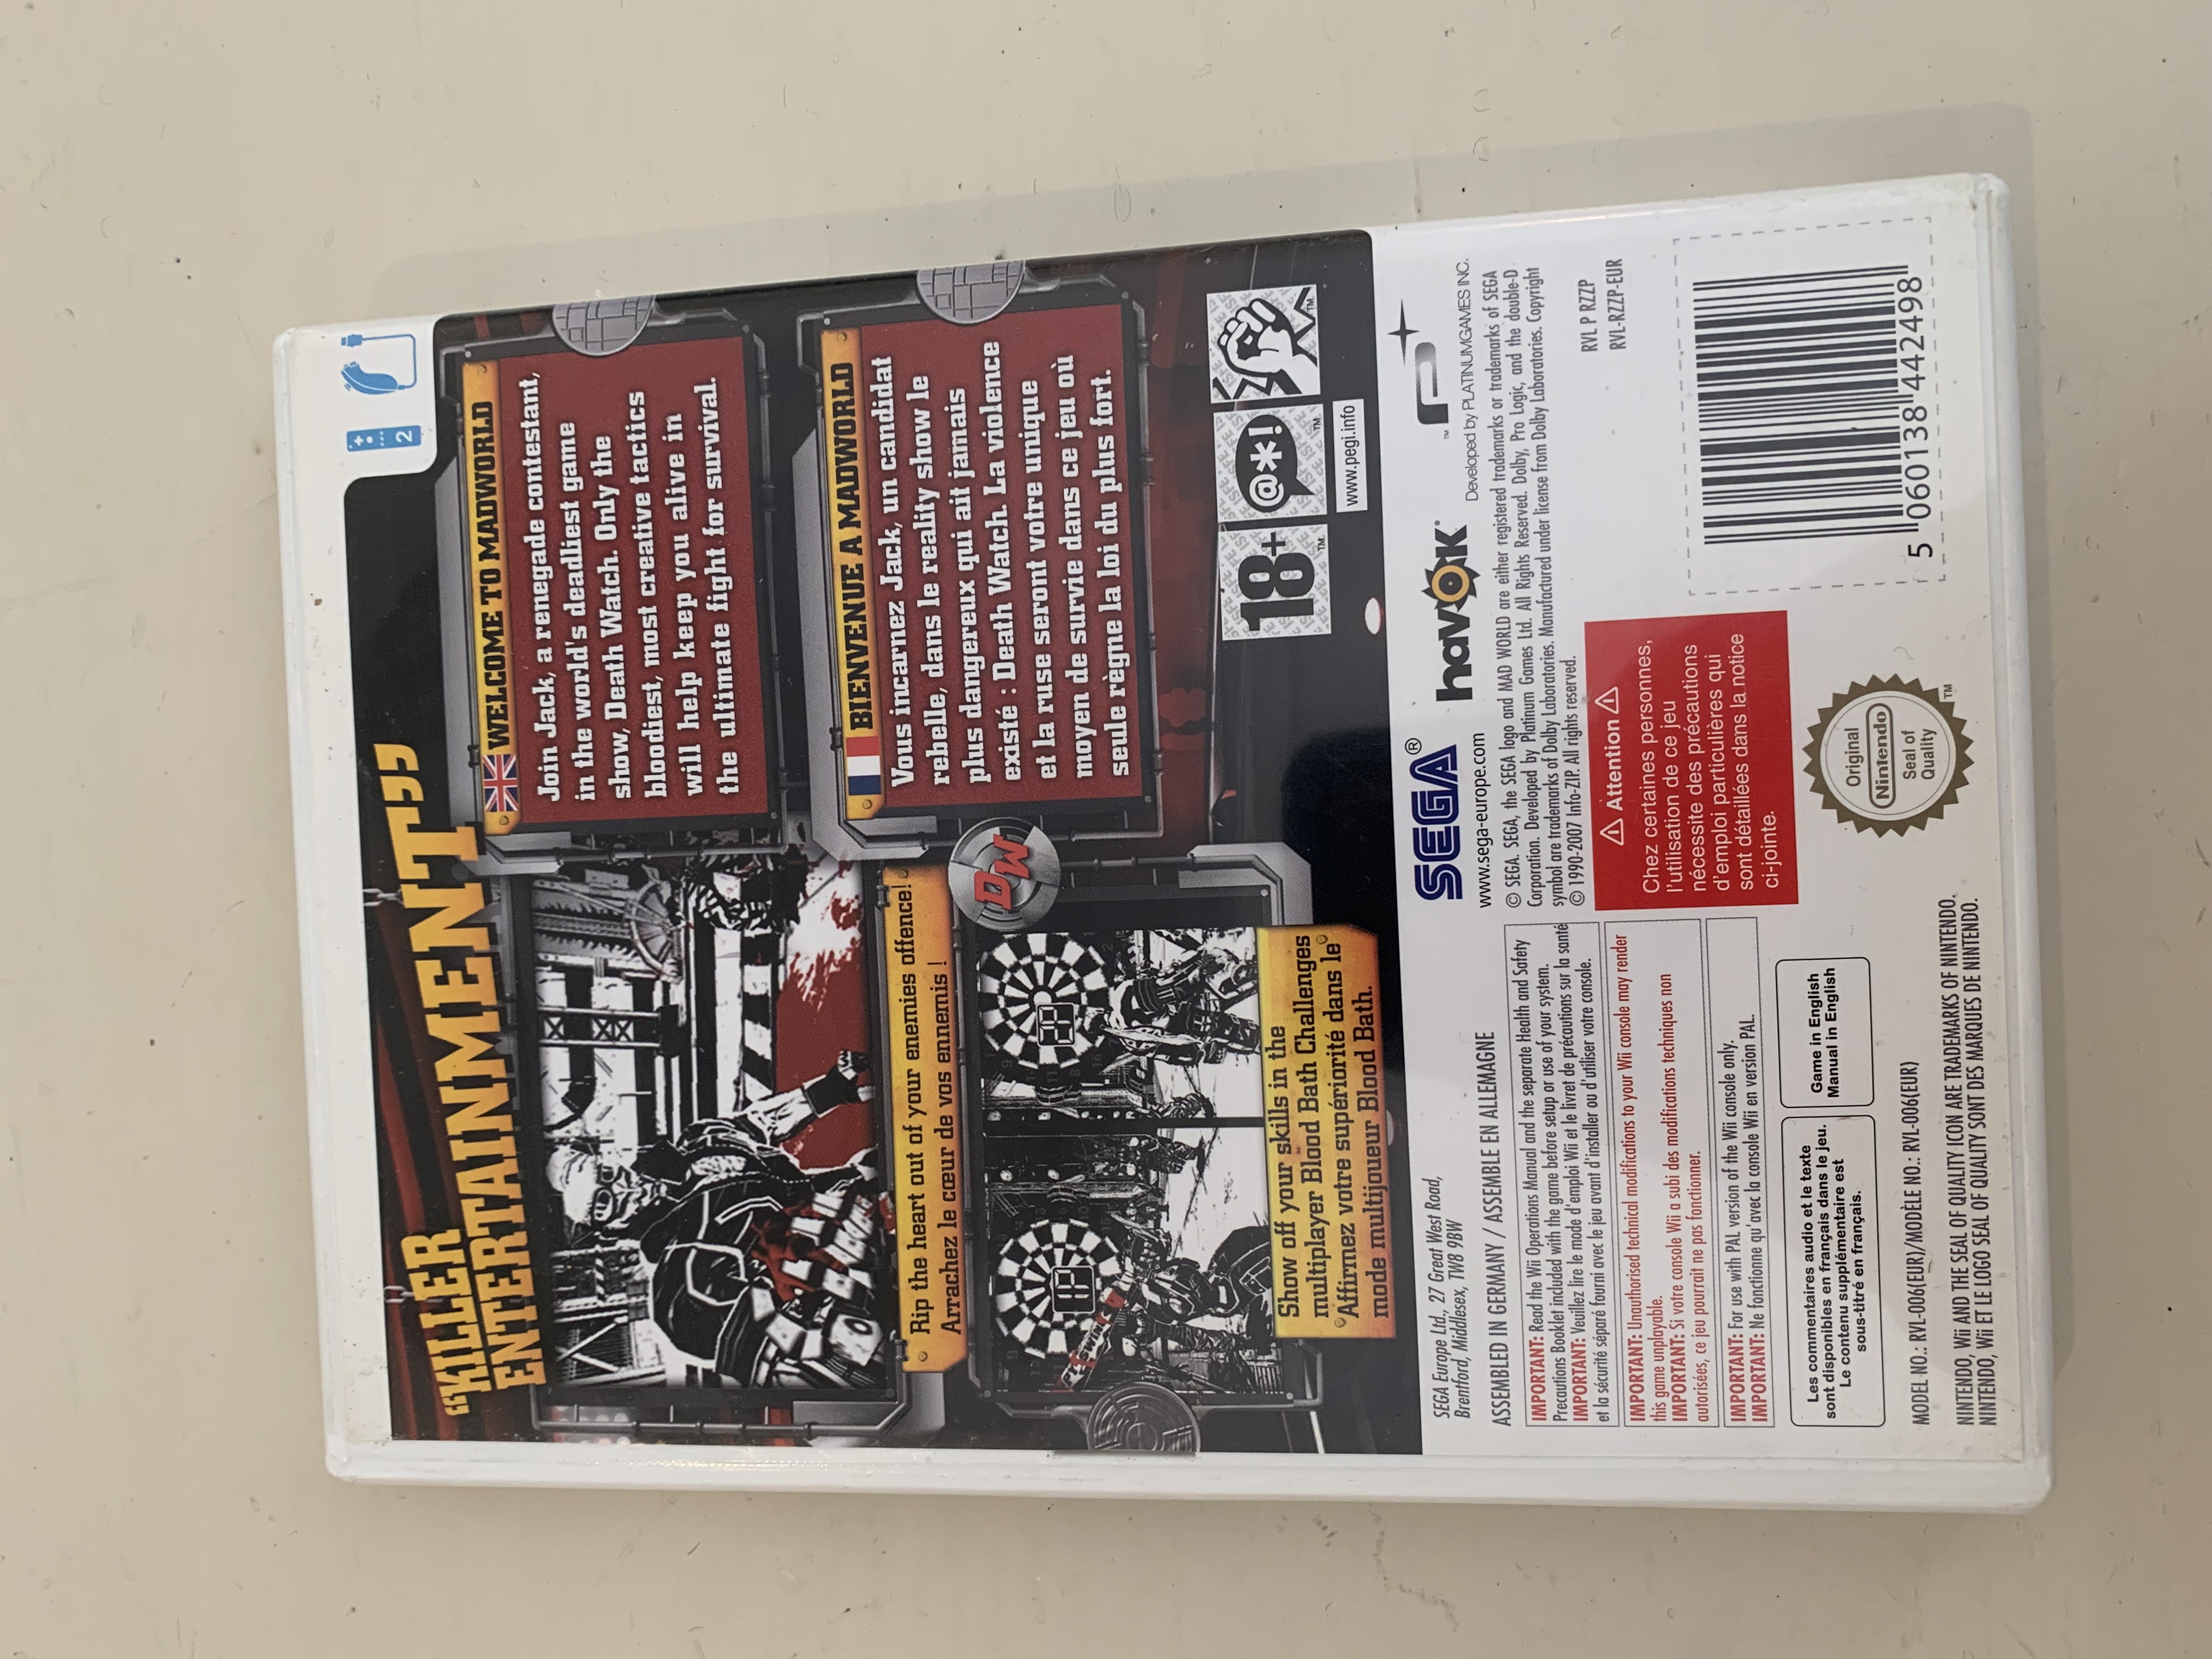 2
“KILLER
ENTERTAINMENT”
WELCOME TO MADWORLD
Join Jack, a renegade contestant,
in the world's deadliest game
show, Death Watch. Only the
bloodiest, most creative tactics
will help keep you alive in
the ultimate fight for survival.
Rip the heart out of your enemies offence!
Arrachez le cœur de vos ennemis !
BIENVENUE A MADWORLD
Vous incarnez Jack, un candidat
rebelle, dans le reality show le
plus dangereux qui ait jamais
existé : Death Watch. La violence
et la ruse seront votre unique
moyen de survie dans ce jeu où
seule règne la loi du plus fort.
DW
1P
2P
Show off your skills in the
multiplayer Blood Bath Challenges
Affirmez votre supériorité dans le
mode multijoueur Blood Bath.
18+ ™
@*! ™
™
www.pegi.info
SEGA Europe Ltd., 27 Great West Road,
Brentford, Middlesex, TW8 9BW
ASSEMBLED IN GERMANY / ASSEMBLE EN ALLEMAGNE
SEGA®
www.sega-europe.com
havok
™
Developed by PLATINUMGAMES INC.
© SEGA. SEGA, the SEGA logo and MAD WORLD are either registered trademarks or trademarks of SEGA
Corporation. Developed by Platinum Games Ltd. All Rights Reserved. Dolby, Pro Logic, and the double-D
symbol are trademarks of Dolby Laboratories. Manufactured under license from Dolby Laboratories. Copyright
© 1990-2007 Info-ZIP. All rights reserved.
IMPORTANT: Read the Wii Operations Manual and the separate Health and Safety
Precautions Booklet included with the game before setup or use of your system.
IMPORTANT: Veuillez lire le mode d'emploi Wii et le livret de précautions sur la santé
et la sécurité séparé fourni avec le jeu avant d'installer ou d'utiliser votre console.
IMPORTANT: Unauthorised technical modifications to your Wii console may render
this game unplayable.
IMPORTANT: Si votre console Wii a subi des modifications techniques non
autorisées, ce jeu pourrait ne pas fonctionner.
IMPORTANT: For use with PAL version of the Wii console only.
IMPORTANT: Ne fonctionne qu'avec la console Wii en version PAL.
Les commentaires audio et le texte
sont disponibles en français dans le jeu.
Le contenu supplémentaire est
sous-titré en français.
Game in English
Manual in English
MODEL NO.: RVL-006(EUR)/MODÈLE NO.: RVL-006(EUR)
NINTENDO, Wii AND THE SEAL OF QUALITY ICON ARE TRADEMARKS OF NINTENDO.
NINTENDO, Wii ET LE LOGO SEAL OF QUALITY SONT DES MARQUES DE NINTENDO.
Attention
Chez certaines personnes,
l'utilisation de ce jeu
nécessite des précautions
d'emploi particulières qui
sont détaillées dans la notice
ci-jointe.
Original
Nintendo
Seal of
Quality
™
RVL P RZZP
RVL-RZZP-EUR
5 060138 442498